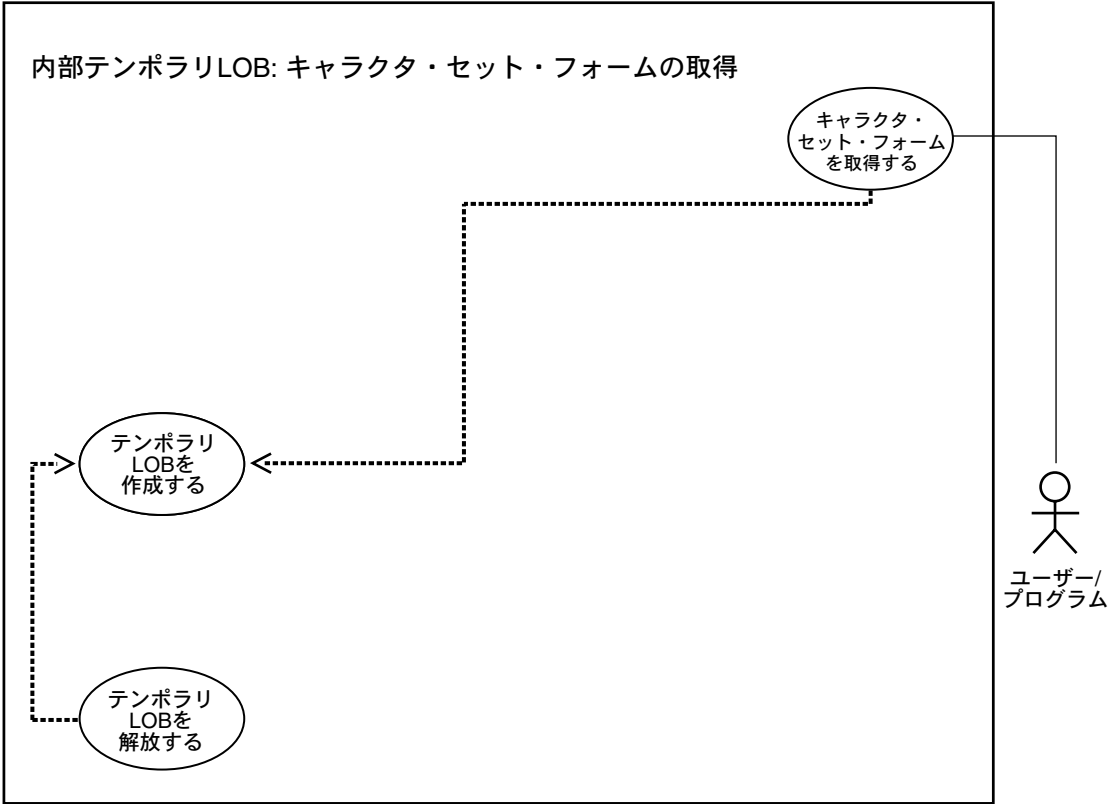 内部テンポラリLOB: キャラクタ・セット・フォームの取得
キャラクタ・
セット・フォーム
を取得する
テンポラリ
LOBを
作成する
ユーザー/
プログラム
テンポラリ
LOBを
解放する